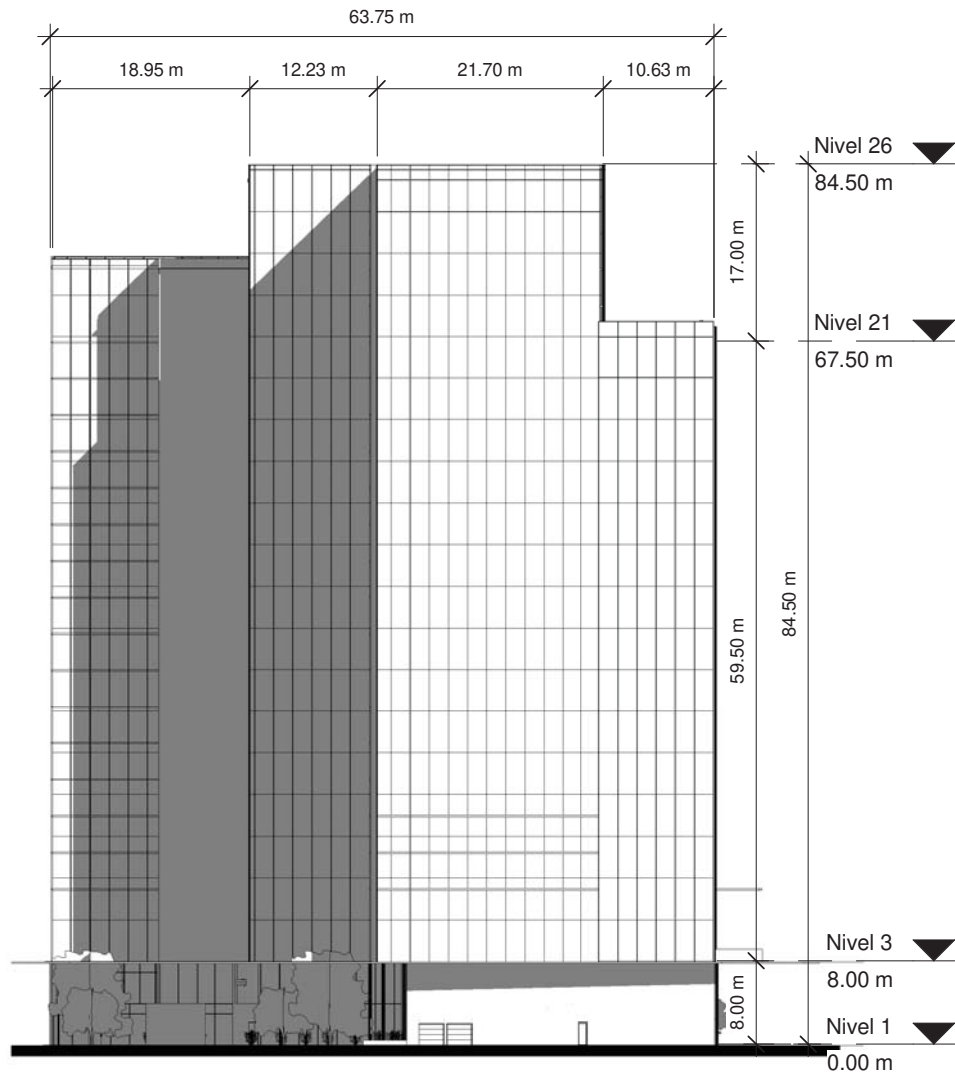 63.75 m
18.95 m
12.23 m
21.70 m
10.63 m
Nivel 26
84.50 m
17.00 m
Nivel 21
67.50 m
59.50 m
84.50 m
Nivel 3
8.00 m
8.00 m
Nivel 1
0.00 m